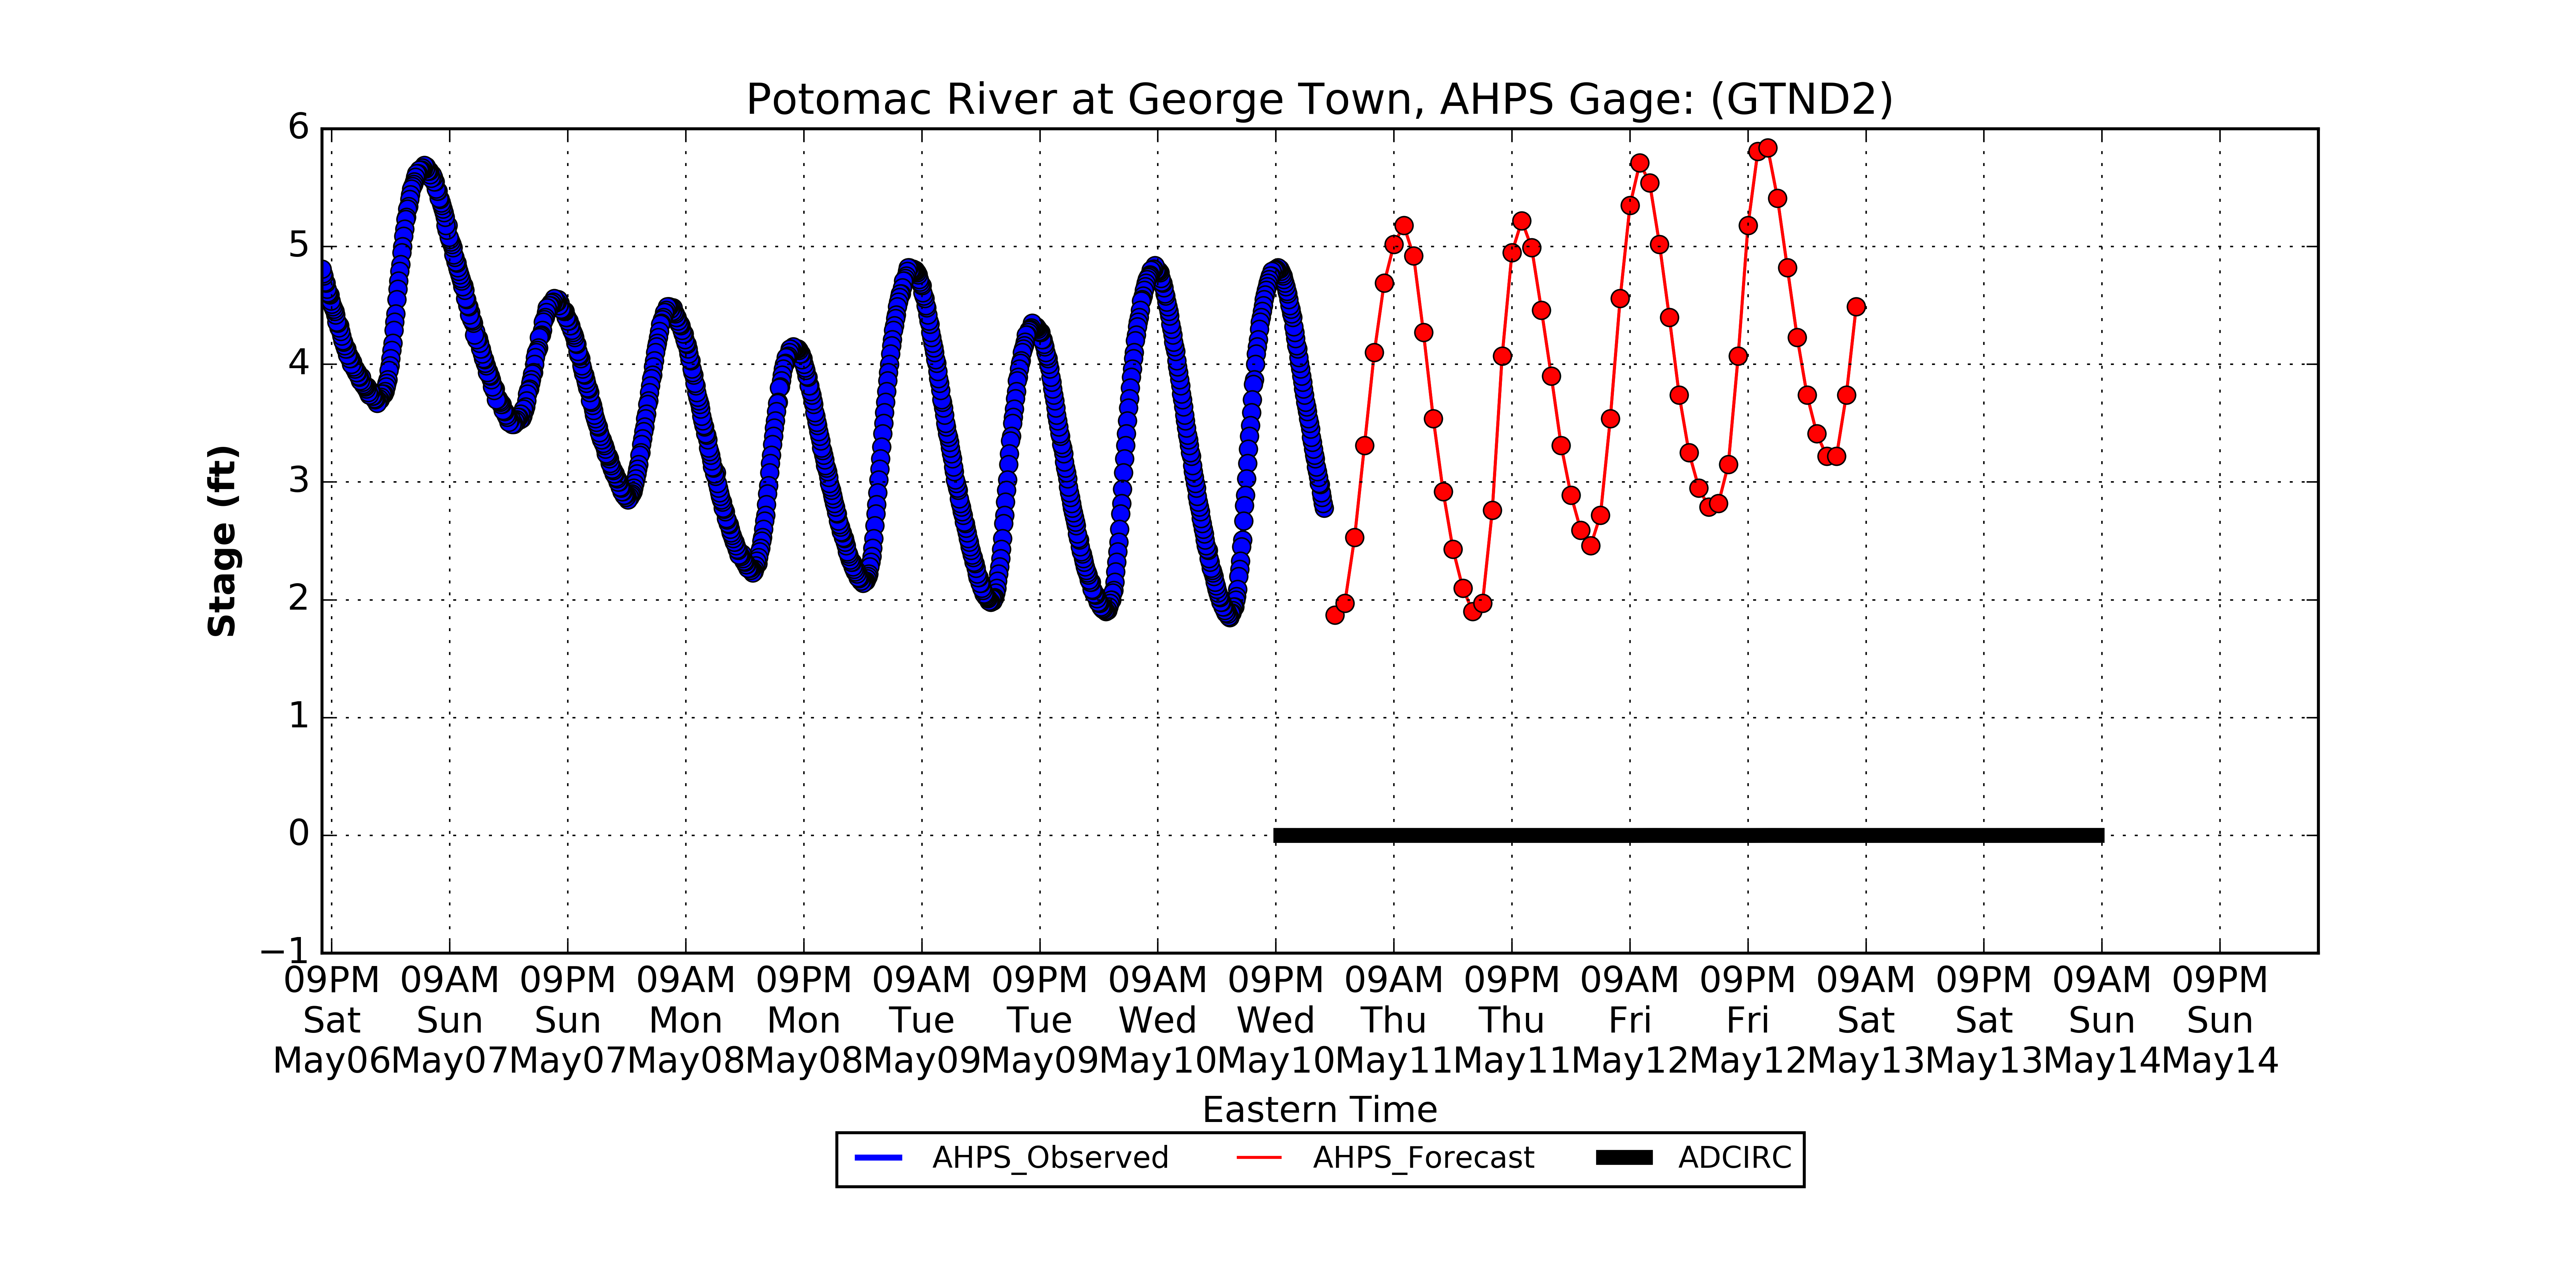 Potomac River at George Town, AHPS Gage: (GTND2)
6
5
4
3
2
1
0
−1
Stage (ft)
09PM 09AM 09PM 09AM 09PM 09AM 09PM 09AM 09PM 09AM 09PM 09AM 09PM 09AM 09PM 09AM 09PM
Sat Sun Sun Mon Mon Tue Tue Wed Wed Thu Thu Fri Fri Sat Sat Sun Sun
May06 May07 May07 May08 May08 May09 May09 May10 May10 May11 May11 May12 May12 May13 May13 May14 May14
Eastern Time
AHPS_Observed AHPS_Forecast ADCIRC